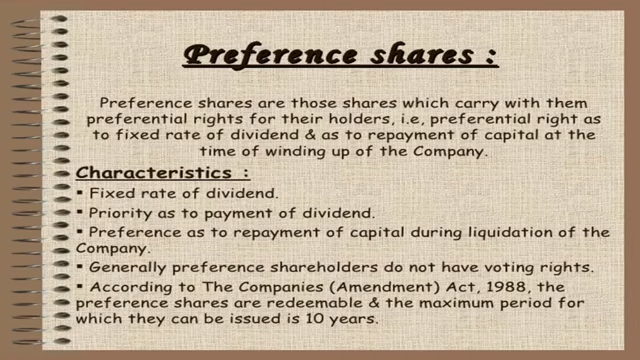 Preference shares :
Preference shares are those shares which carry with them
preferential rights for their holders, i.e, preferential right as
to fixed rate of dividend & as to repayment of capital at the
time of winding up of the Company.
Characteristics :
▪ Fixed rate of dividend.
▪ Priority as to payment of dividend.
▪ Preference as to repayment of capital during liquidation of the
Company.
▪ Generally preference shareholders do not have voting rights.
▪ According to The Companies (Amendment) Act, 1988, the
preference shares are redeemable & the maximum period for
which they can be issued is 10 years.